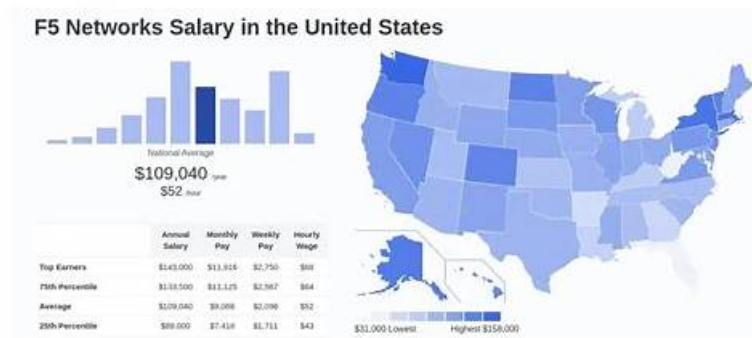 F5 Networks Salary in the United States
National Average
$109,040 /year
$52 /hour
Annual Salary Monthly Pay Weekly Pay Hourly Wage
Top Earners $143,000 $11,916 $2,750 $68
75th Percentile $133,500 $11,125 $2,567 $64
Average $109,040 $9,086 $2,096 $52
25th Percentile $89,000 $7,416 $1,711 $43
$31,000 Lowest Highest $158,000